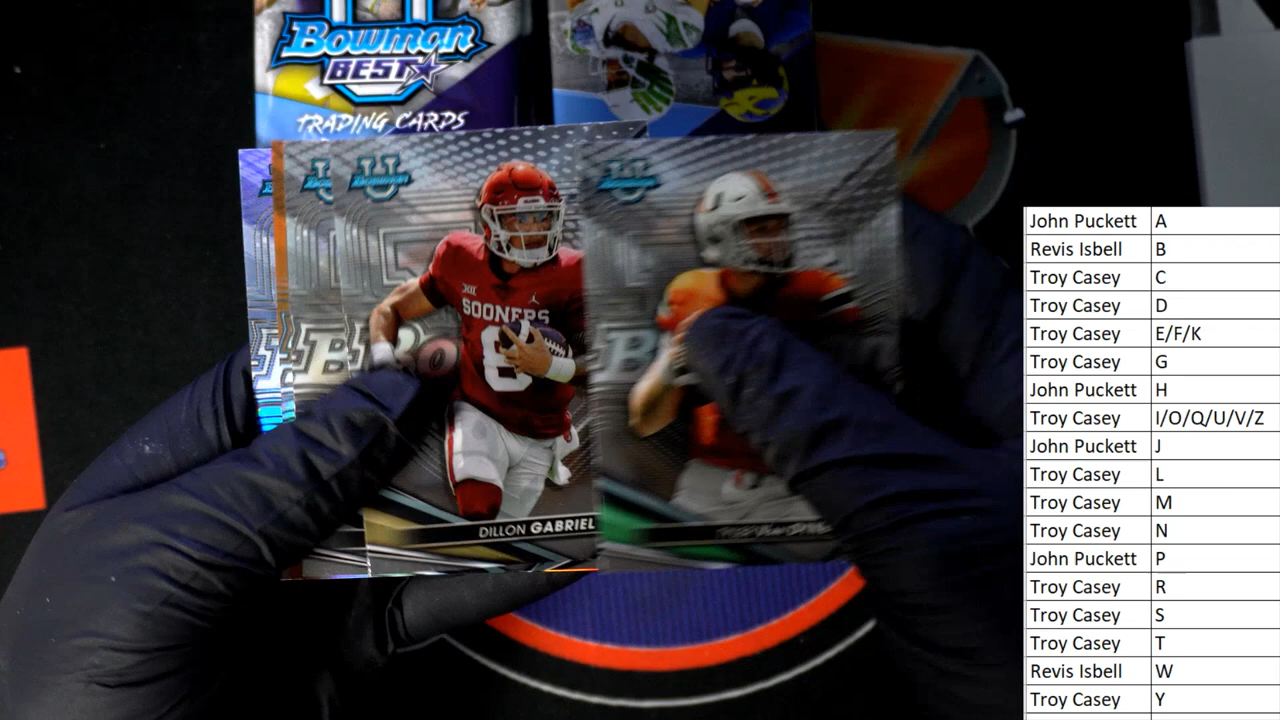 Bowman
BEST
TRADING CARDS
Bowman
Bowman
SOONERS
8
DILLON GABRIEL
John Puckett A
Revis Isbell B
Troy Casey C
Troy Casey D
Troy Casey E/F/K
Troy Casey G
John Puckett H
Troy Casey I/O/Q/U/V/Z
John Puckett J
Troy Casey L
Troy Casey M
Troy Casey N
John Puckett P
Troy Casey R
Troy Casey S
Troy Casey T
Revis Isbell W
Troy Casey Y